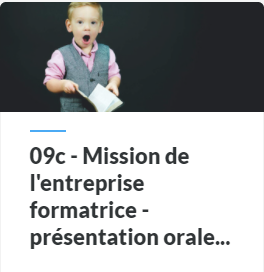 09c - Mission de
l'entreprise
formatrice -
présentation orale...